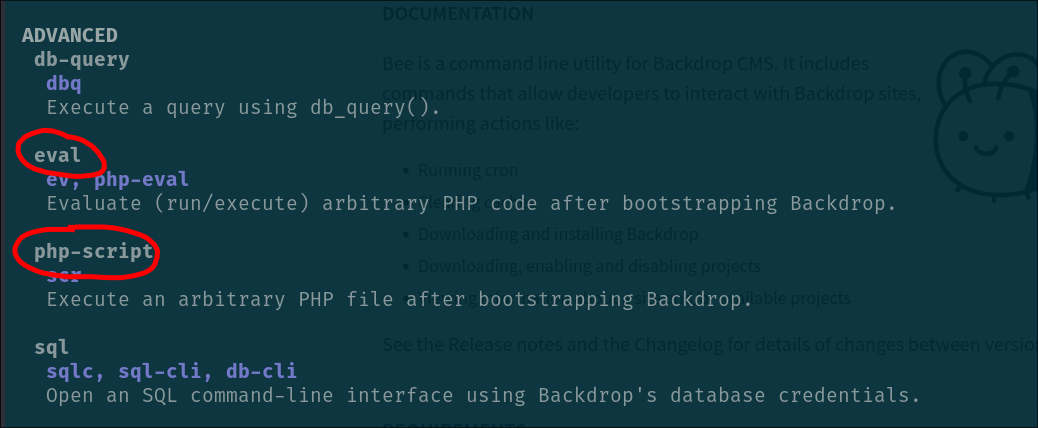 DOCUMENTATION
ADVANCED
db-query
dbq
Execute a query using db_query().
Bee is a command line utility for Backdrop CMS. It includes
commands that allow developers to interact with Backdrop sites,
performing actions like:
eval
ev, php-eval
Evaluate (run/execute) arbitrary PHP code after bootstrapping Backdrop.
• Running cron
php-script
scr
Execute an arbitrary PHP file after bootstrapping Backdrop.
• Downloading and installing Backdrop
• Downloading, enabling and disabling projects
projects
sql
sqlc, sql-cli, db-cli
Open an SQL command-line interface using Backdrop's database credentials.
See the Release notes and the Changelog for details of changes between versio
REQUIREMENTS